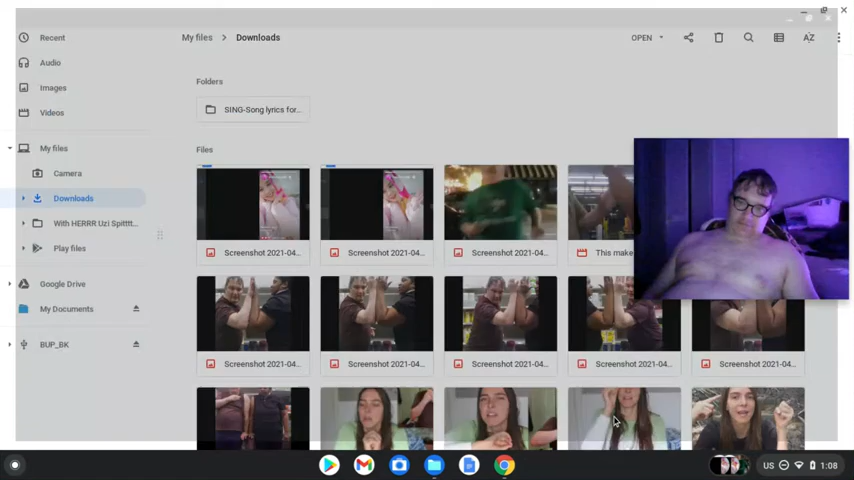 Recent
My files > Downloads
OPEN
AZ
Audio
Images
Folders
Videos
SING-Song lyrics for...
My files
Files
Camera
Downloads
With HERRR Uzi Spitttt...
Play files
Screenshot 2021-04...
Screenshot 2021-04...
Screenshot 2021-04...
This make
Google Drive
My Documents
BUP_BK
Screenshot 2021-04...
Screenshot 2021-04...
Screenshot 2021-04...
Screenshot 2021-04...
Screenshot 2021-04...
US
1:08